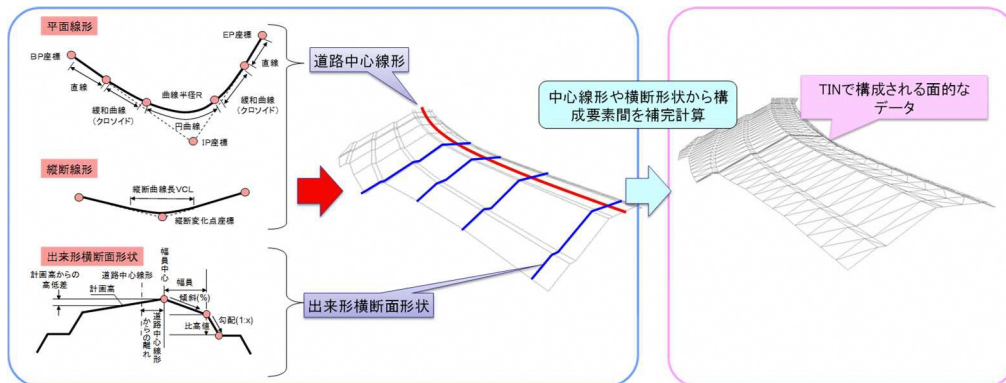 平面線形
BP座標
EP座標
直線
曲線半径R
直線
緩和曲線
(クロソイド)
緩和曲線
(クロソイド)
円曲線
IP座標
縦断線形
縦断曲線長VCL
縦断変化点座標
出来形横断面形状
計画高からの
高低差
計画高
道路中心線形
幅員中心
幅員
傾斜(%)
勾配(1:x)
比高値
道路中心線形
からの離れ
道路中心線形
出来形横断面形状
中心線形や横断形状から構
成要素間を補完計算
TINで構成される面的な
データ